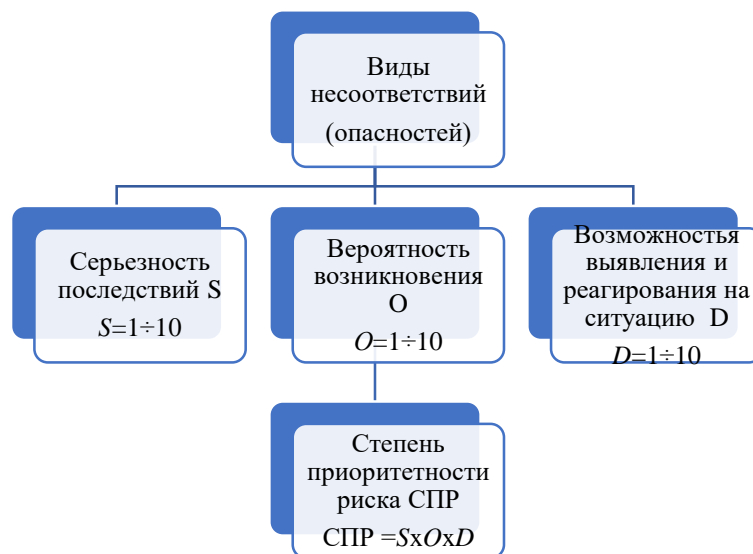 Виды
несоответствий
(опасностей)
Серьезность
последствий S
S=1÷10
Вероятность
возникновения
О
O=1÷10
Возможностья
выявления и
реагирования на
ситуацию D
D=1÷10
Степень
приоритетности
риска СПР
СПР =SxOxD